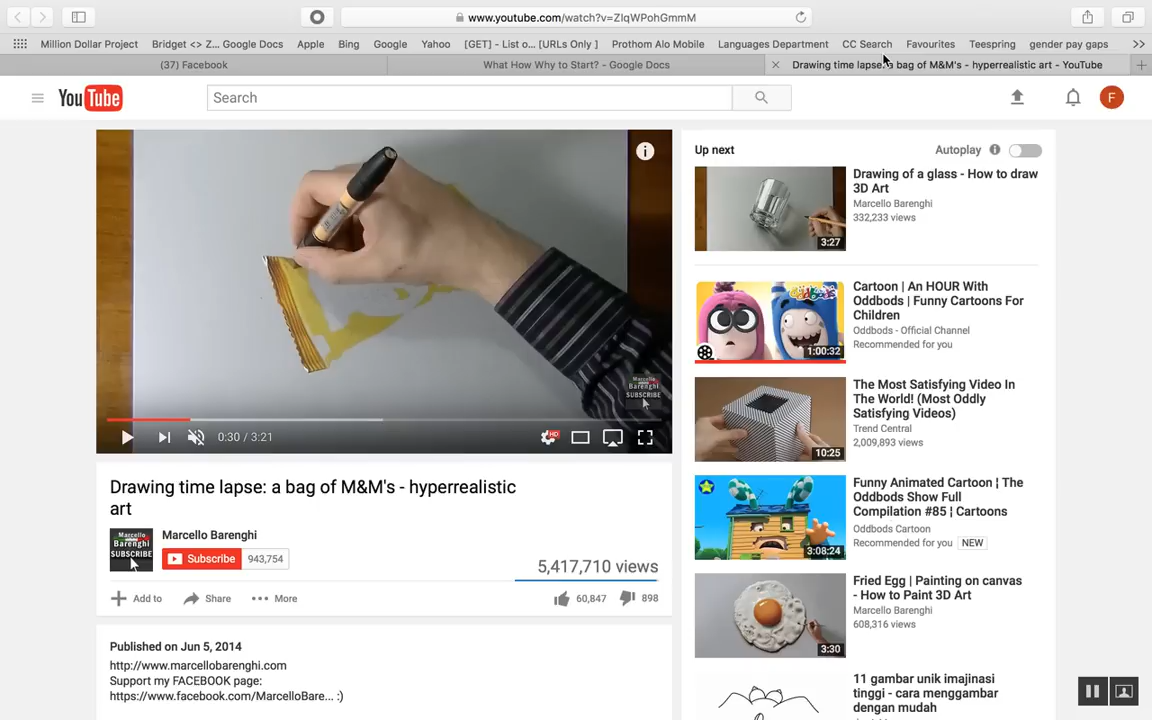 www.youtube.com/watch?v=ZIqWPohGmmM
Million Dollar Project
Bridget <> Z... Google Docs
Apple
Bing
Google
Yahoo
[GET] - List o... [URLs Only ]
Prothom Alo Mobile
Languages Department
CC Search
Favourites
Teespring
gender pay gaps
(37) Facebook
What How Why to Start? - Google Docs
Drawing time lapse: a bag of M&M's - hyperrealistic art - YouTube
YouTube
Search
F
Up next
Autoplay
Drawing of a glass - How to draw
3D Art
Marcello Barenghi
332,233 views
3:27
Cartoon | An HOUR With
Oddbods | Funny Cartoons For
Children
Oddbods - Official Channel
Recommended for you
1:00:32
The Most Satisfying Video In
The World! (Most Oddly
Satisfying Videos)
Trend Central
2,009,893 views
10:25
Funny Animated Cartoon ¦ The
Oddbods Show Full
Compilation #85 ¦ Cartoons
Oddbods Cartoon
Recommended for you NEW
3:08:24
Fried Egg | Painting on canvas
- How to Paint 3D Art
Marcello Barenghi
608,316 views
3:30
11 gambar unik imajinasi
tinggi - cara menggambar
dengan mudah
Marcello
Barenghi
SUBSCRIBE
0:30 / 3:21
HD
Drawing time lapse: a bag of M&M's - hyperrealistic
art
Marcello
Barenghi
SUBSCRIBE
Marcello Barenghi
Subscribe 943,754
5,417,710 views
Add to
Share
More
60,847
898
Published on Jun 5, 2014
http://www.marcellobarenghi.com
Support my FACEBOOK page:
https://www.facebook.com/MarcelloBare... :)